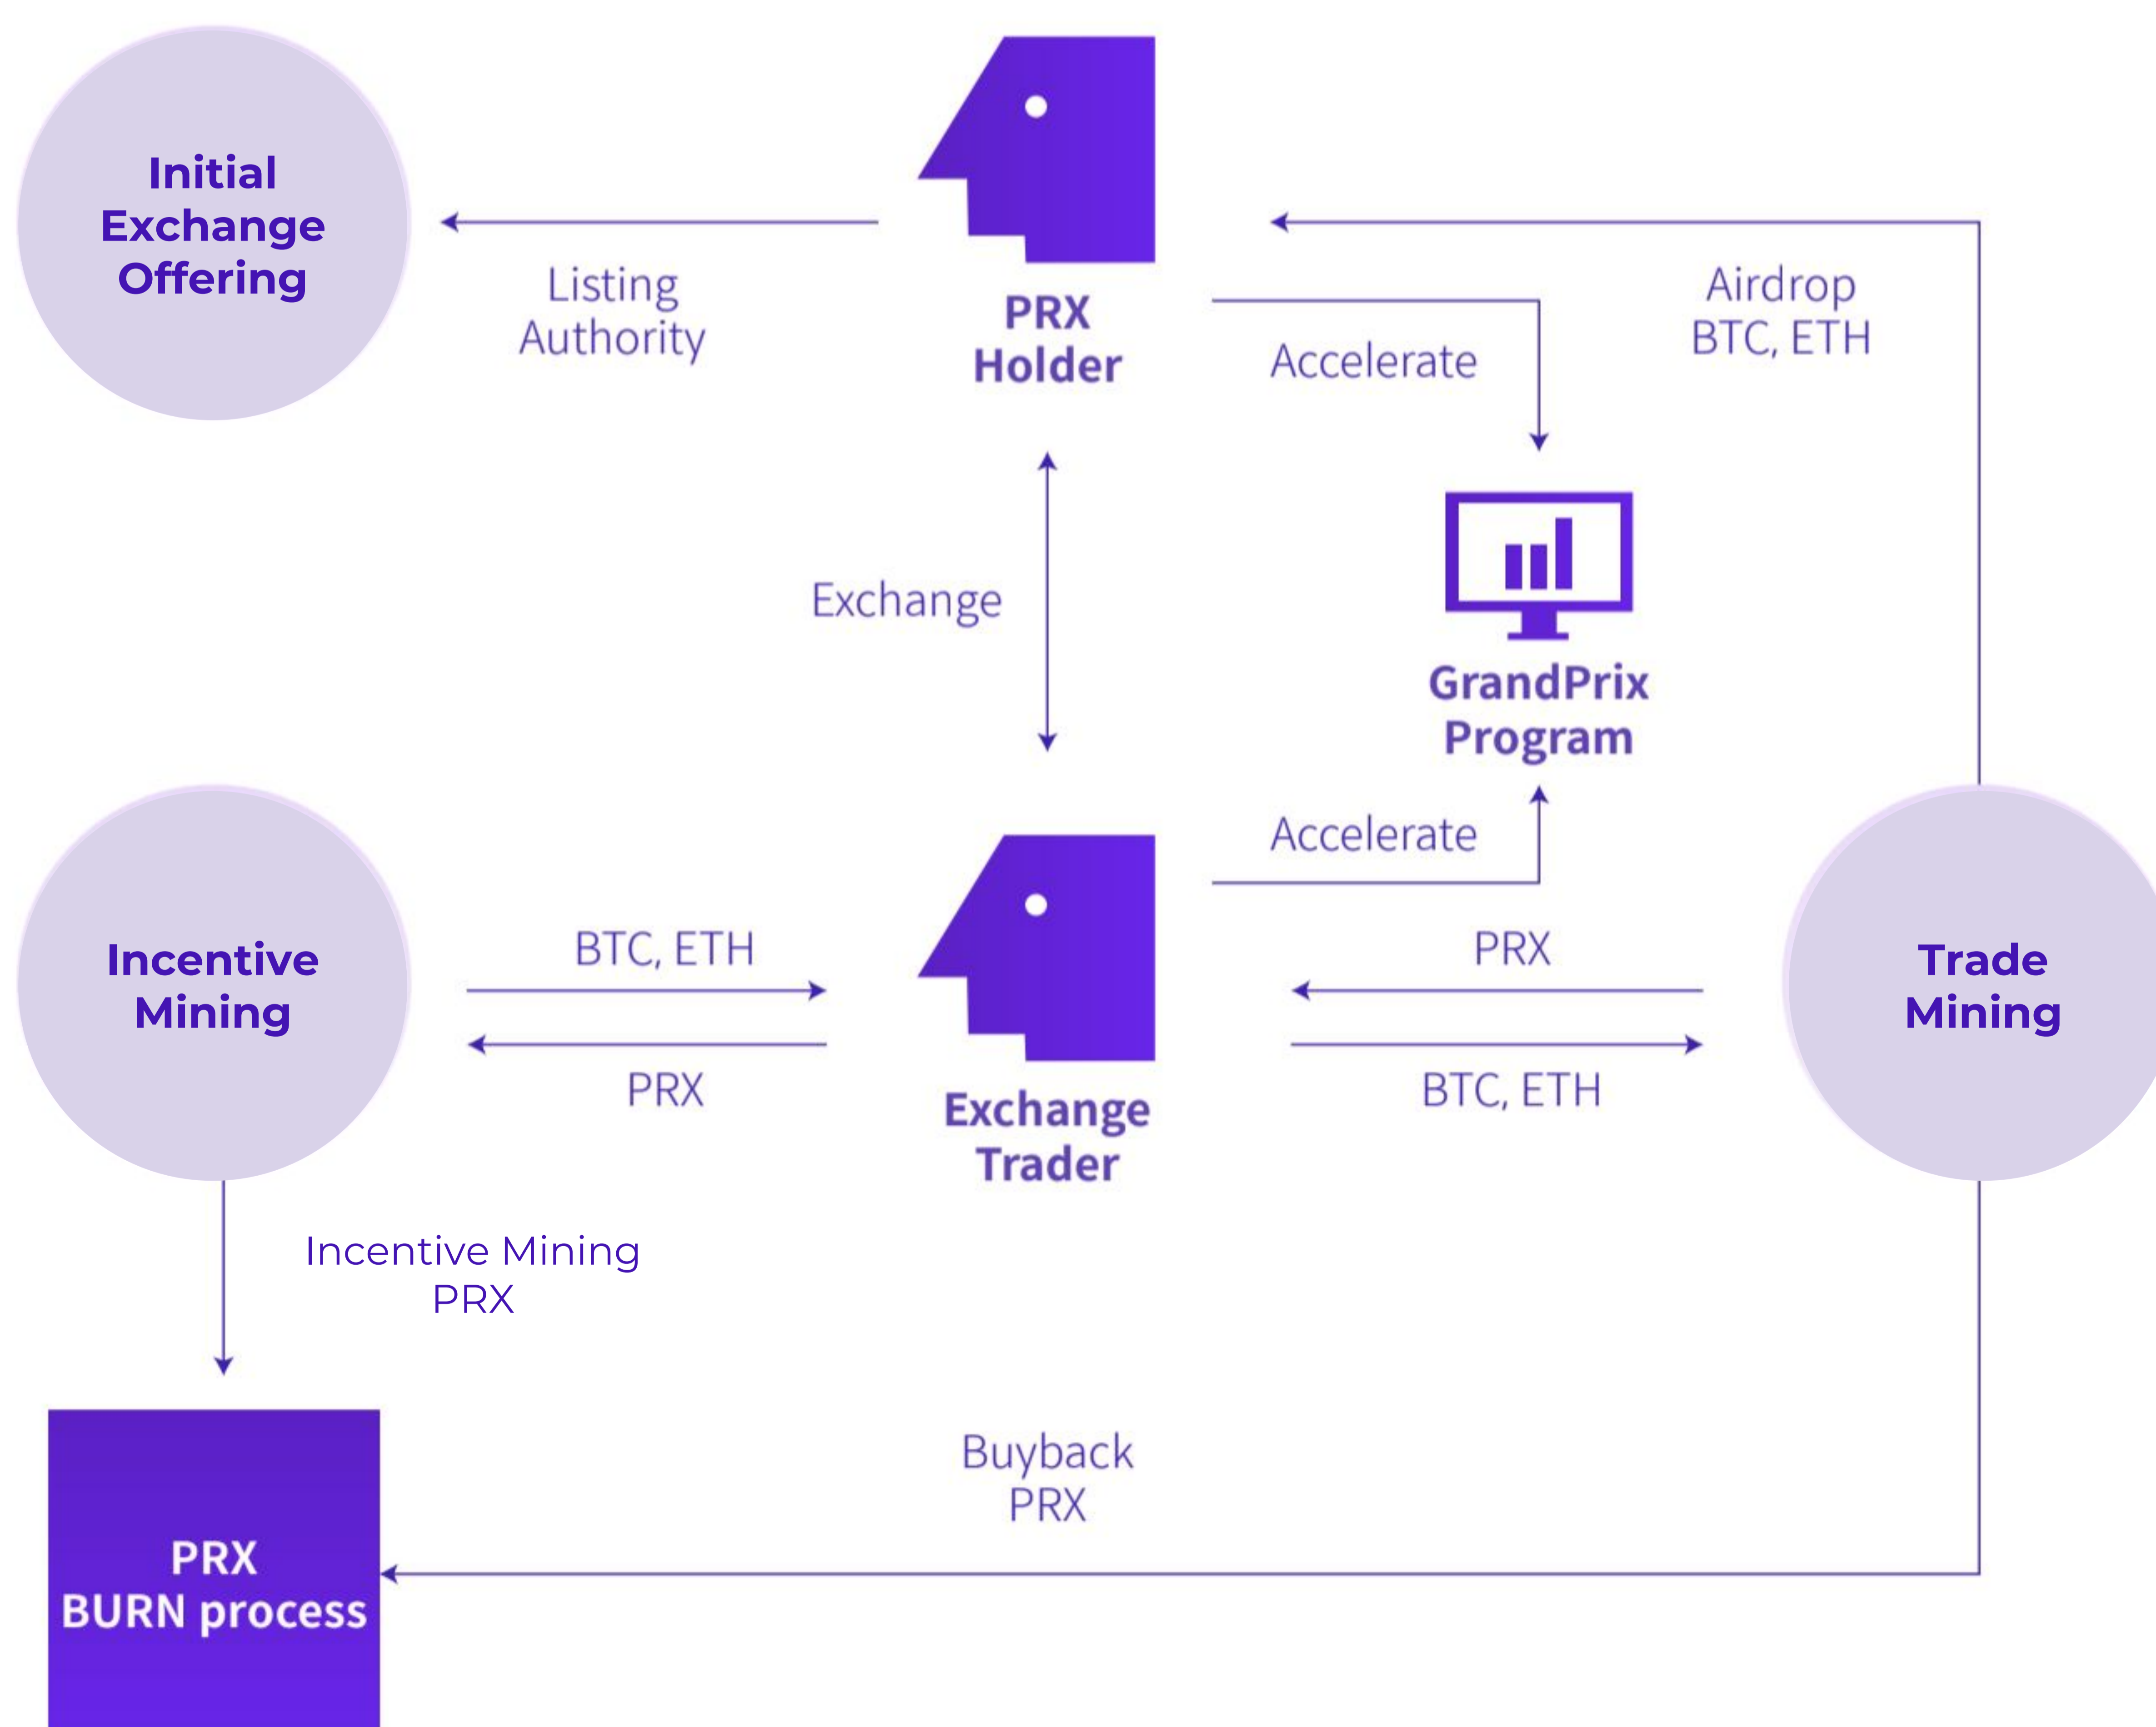 Initial
Exchange
Offering
Listing
Authority
PRX
Holder
Accelerate
Airdrop
BTC, ETH
Exchange
GrandPrix
Program
Accelerate
Incentive
Mining
BTC, ETH
PRX
Exchange
Trader
PRX
BTC, ETH
Trade
Mining
Incentive Mining
PRX
Buyback
PRX
PRX
BURN process